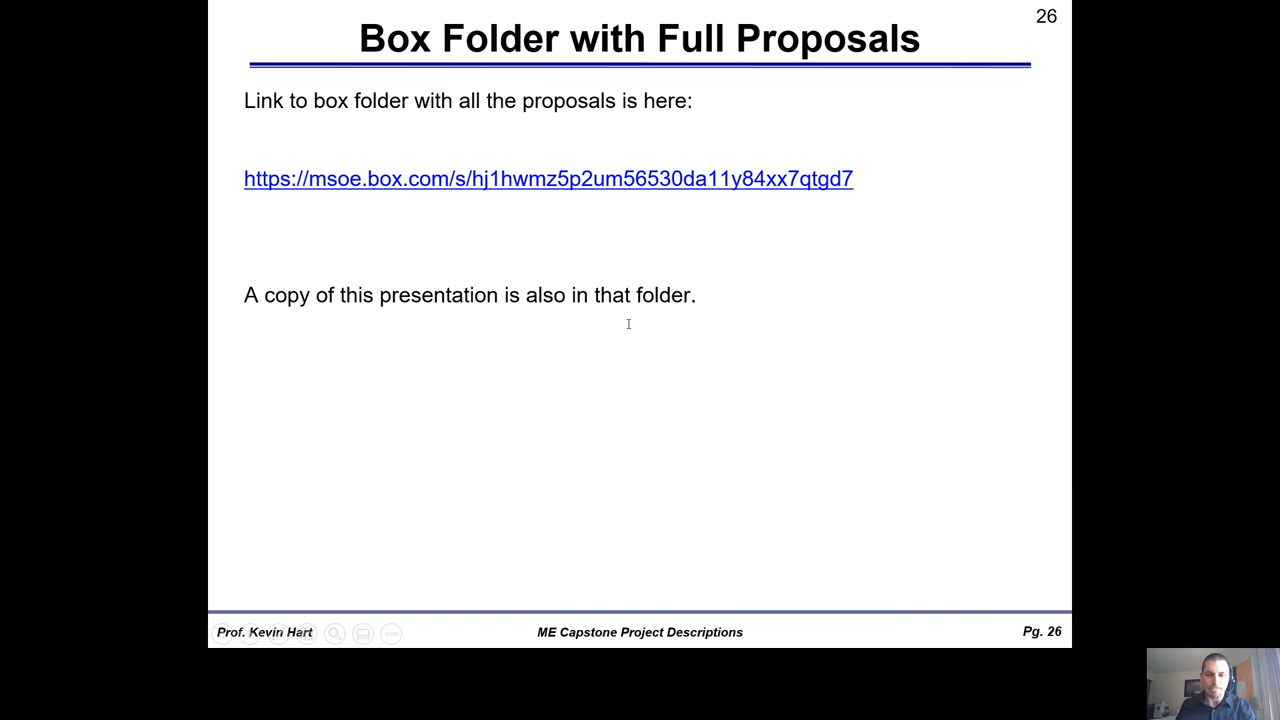 26
Box Folder with Full Proposals
Link to box folder with all the proposals is here:
https://msoe.box.com/s/hj1hwmz5p2um56530da11y84xx7qtgd7
A copy of this presentation is also in that folder.
Prof. Kevin Hart
ME Capstone Project Descriptions
Pg. 26